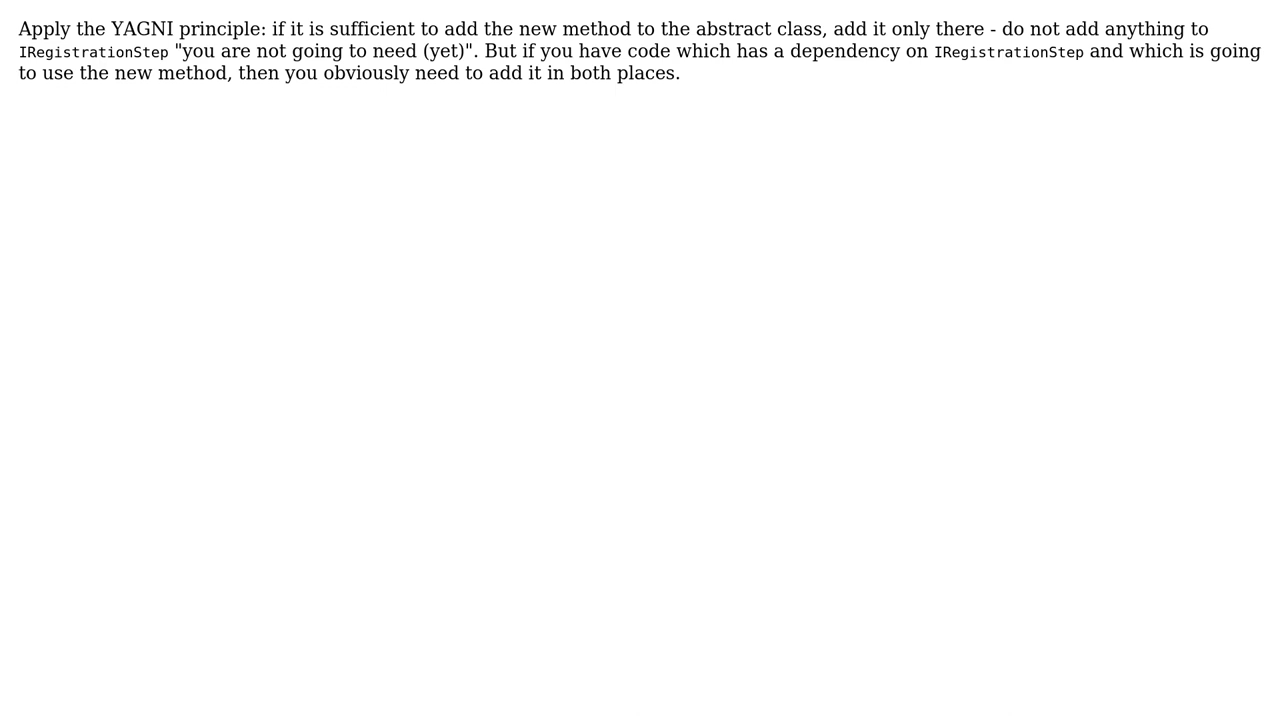 Apply the YAGNI principle: if it is sufficient to add the new method to the abstract class, add it only there - do not add anything to
IRegistrationStep "you are not going to need (yet)". But if you have code which has a dependency on IRegistrationStep and which is going
to use the new method, then you obviously need to add it in both places.